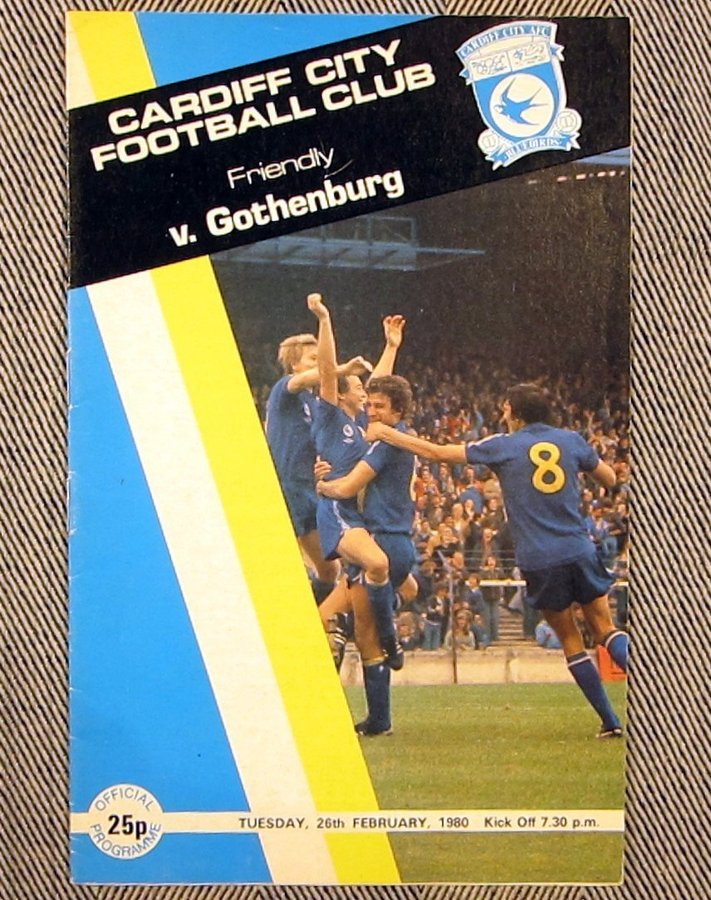 CARDIFF CITY
FOOTBALL CLUB
Friendly
v. Gothenburg
CARDIFF CITY AFC
BLUEBIRDS
8
OFFICIAL
25p
PROGRAMME
TUESDAY, 26th FEBRUARY, 1980 Kick Off 7.30 p.m.